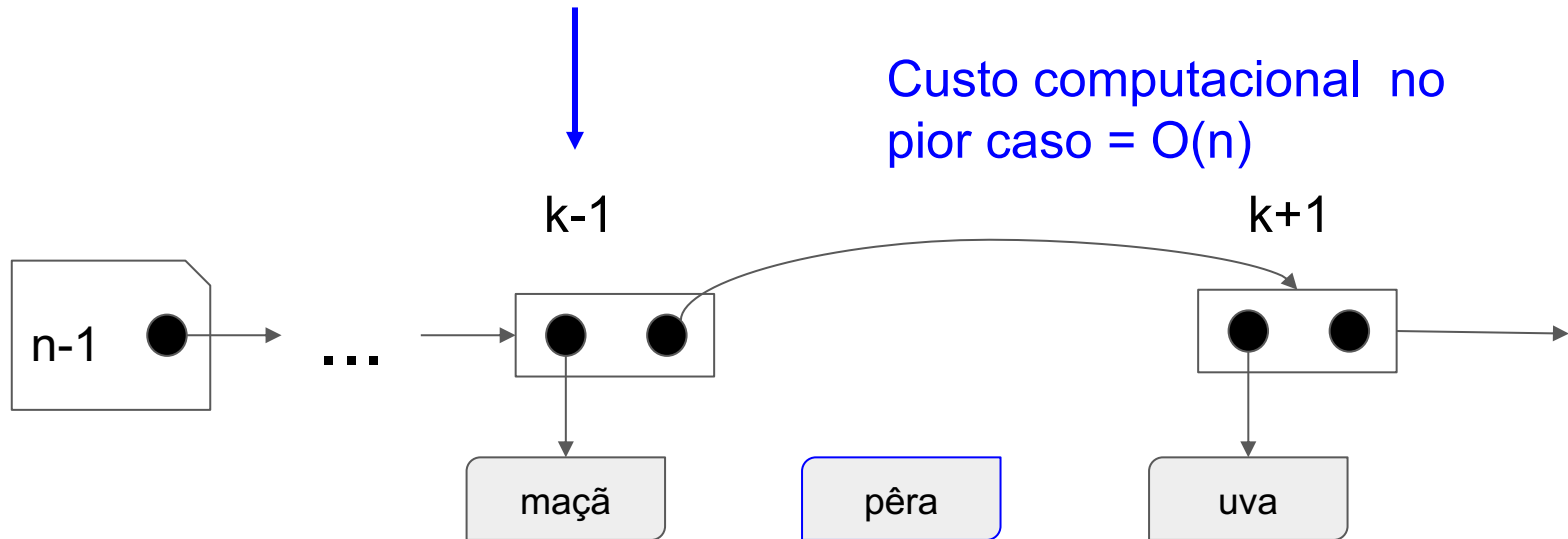 Custo computacional no
pior caso = O(n)
k-1
k+1
n-1
...
maçã
pêra
uva